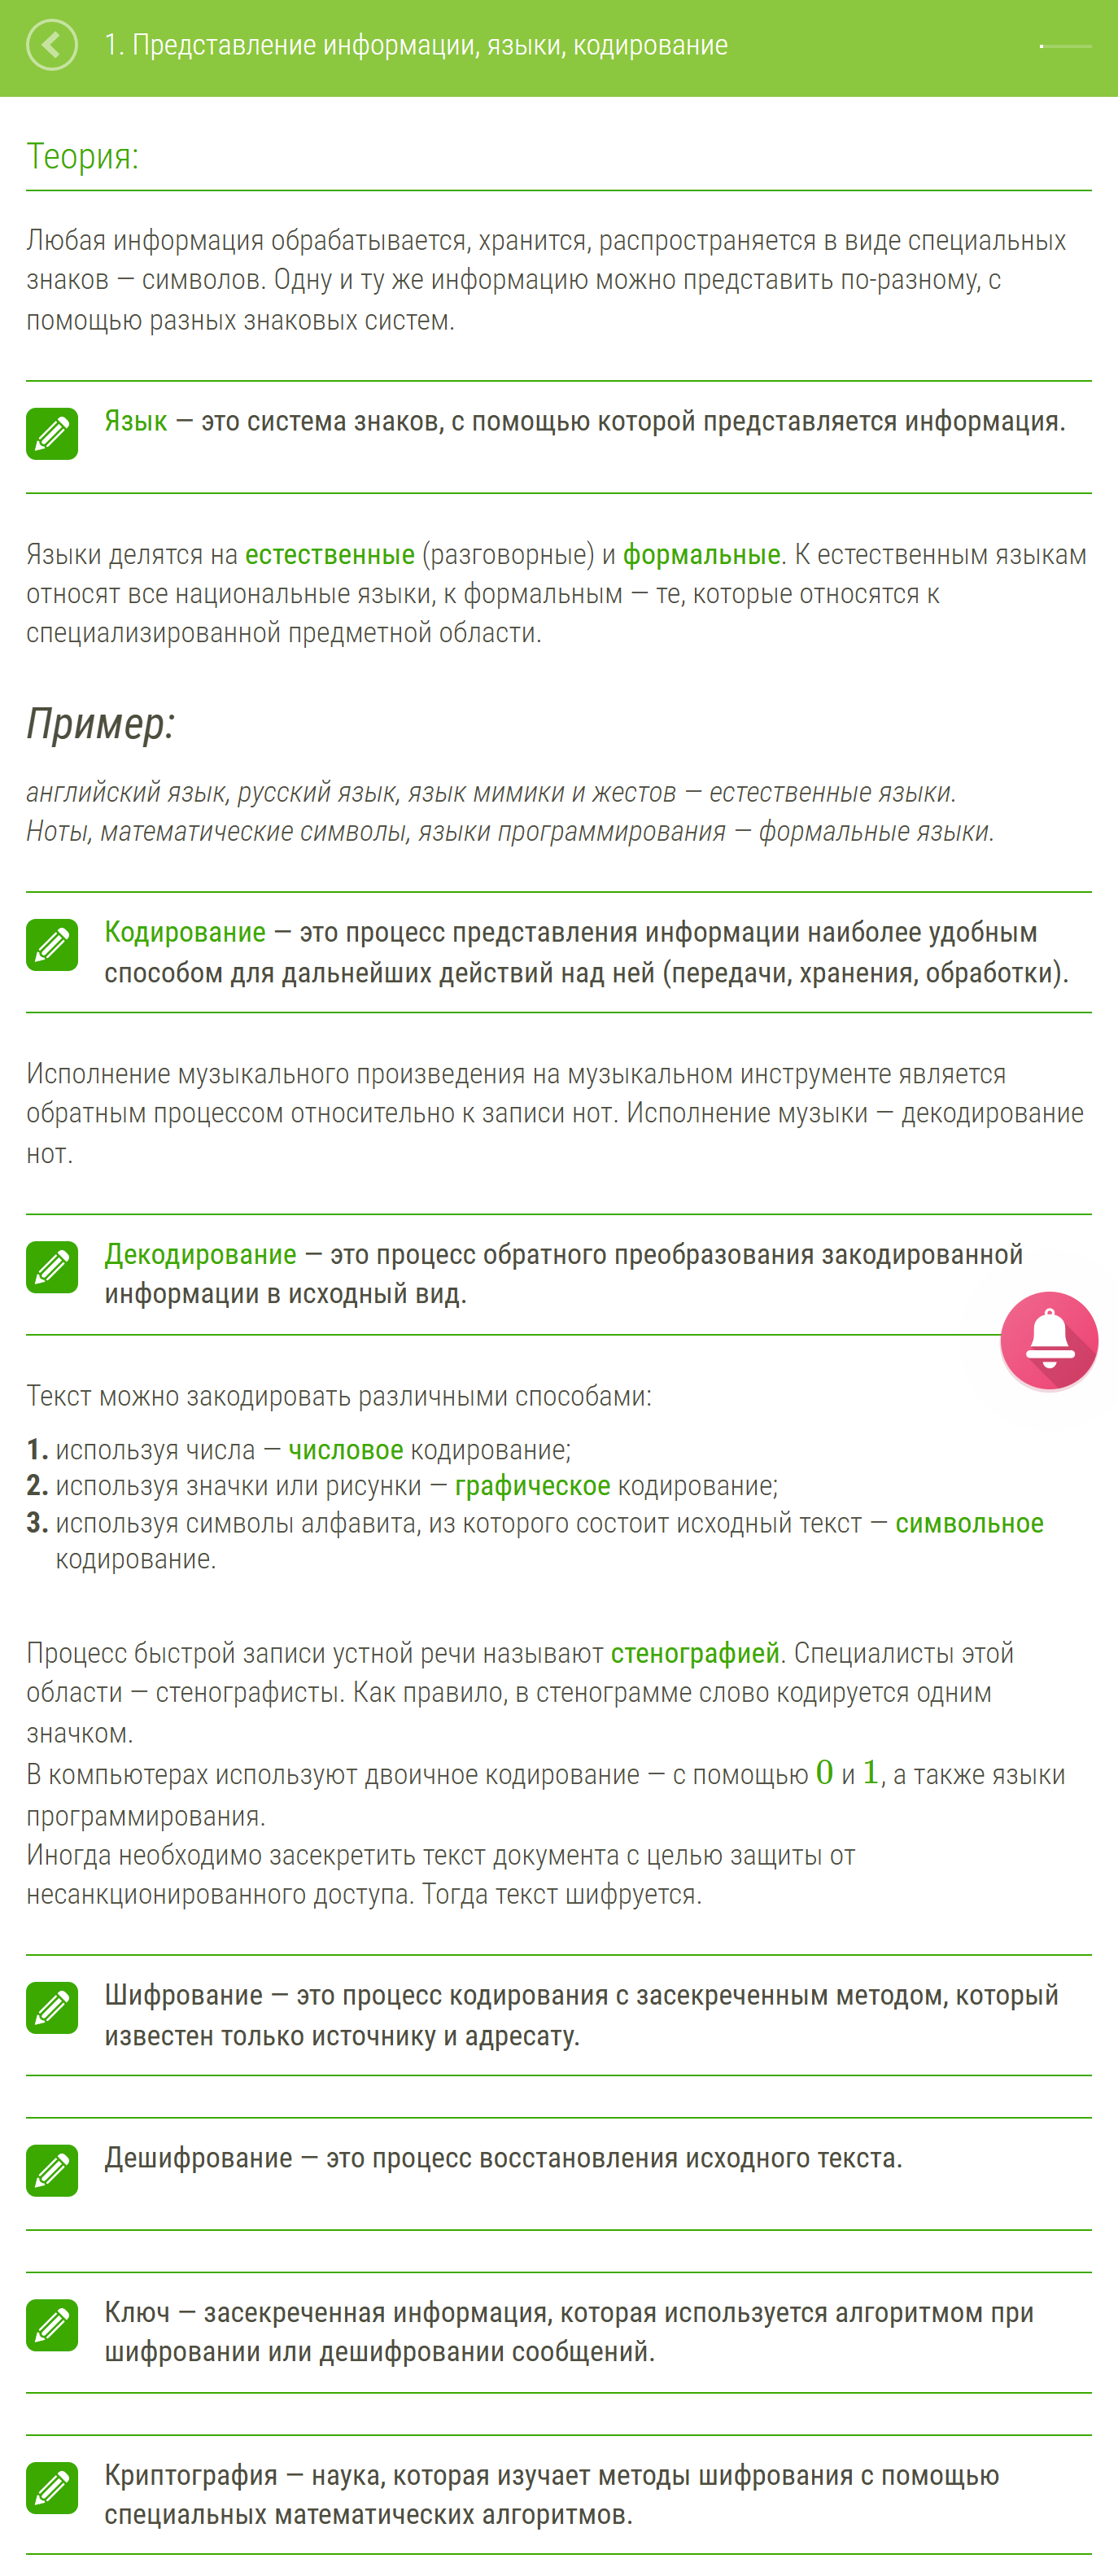 1. Представление информации, языки, кодирование
Теория:
Любая информация обрабатывается, хранится, распространяется в виде специальных
знаков — символов. Одну и ту же информацию можно представить по-разному, с
помощью разных знаковых систем.
Язык — это система знаков, с помощью которой представляется информация.
Языки делятся на естественные (разговорные) и формальные. К естественным языкам
относят все национальные языки, к формальным — те, которые относятся к
специализированной предметной области.
Пример:
английский язык, русский язык, язык мимики и жестов — естественные языки.
Ноты, математические символы, языки программирования — формальные языки.
Кодирование — это процесс представления информации наиболее удобным
способом для дальнейших действий над ней (передачи, хранения, обработки).
Исполнение музыкального произведения на музыкальном инструменте является
обратным процессом относительно к записи нот. Исполнение музыки — декодирование
нот.
Декодирование — это процесс обратного преобразования закодированной
информации в исходный вид.
Текст можно закодировать различными способами:
1. используя числа — числовое кодирование;
2. используя значки или рисунки — графическое кодирование;
3. используя символы алфавита, из которого состоит исходный текст — символьное
кодирование.
Процесс быстрой записи устной речи называют стенографией. Специалисты этой
области — стенографисты. Как правило, в стенограмме слово кодируется одним
значком.
В компьютерах используют двоичное кодирование — с помощью 0 и 1, а также языки
программирования.
Иногда необходимо засекретить текст документа с целью защиты от
несанкционированного доступа. Тогда текст шифруется.
Шифрование — это процесс кодирования с засекреченным методом, который
известен только источнику и адресату.
Дешифрование — это процесс восстановления исходного текста.
Ключ — засекреченная информация, которая используется алгоритмом при
шифровании или дешифровании сообщений.
Криптография — наука, которая изучает методы шифрования с помощью
специальных математических алгоритмов.